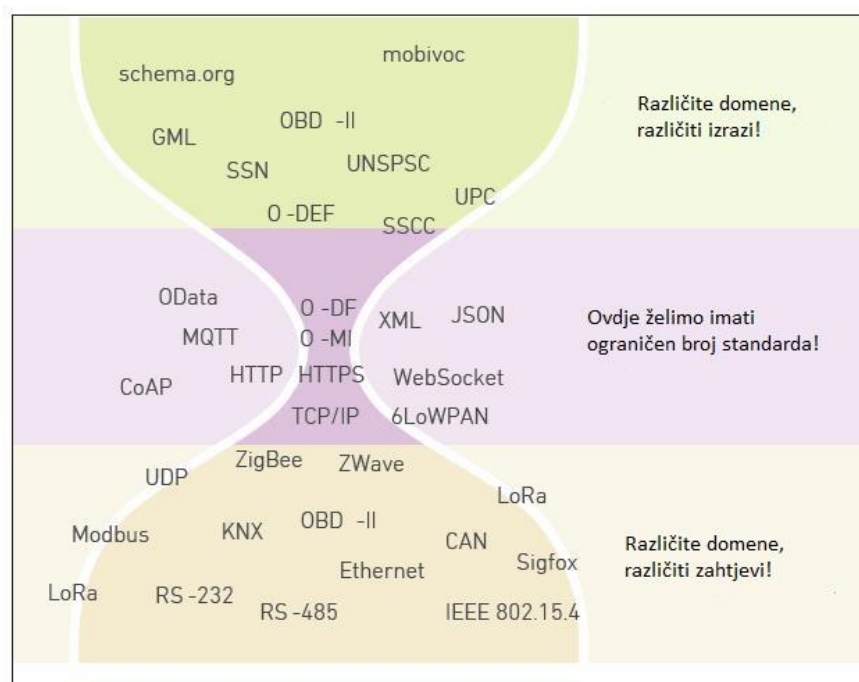 mobivoc
schema.org
OBD -II
GML
UNSPSC
SSN
UPC
O -DEF
SSCC
Različite domene,
različiti izrazi!
OData
O -DF
XML
JSON
MQTT
O -MI
HTTP
HTTPS
WebSocket
CoAP
TCP/IP
6LoWPAN
Ovdje želimo imati
ograničen broj standarda!
ZigBee
ZWave
UDP
LoRa
OBD -II
KNX
Modbus
CAN
Sigfox
Ethernet
LoRa
RS -232
RS -485
IEEE 802.15.4
Različite domene,
različiti zahtjevi!